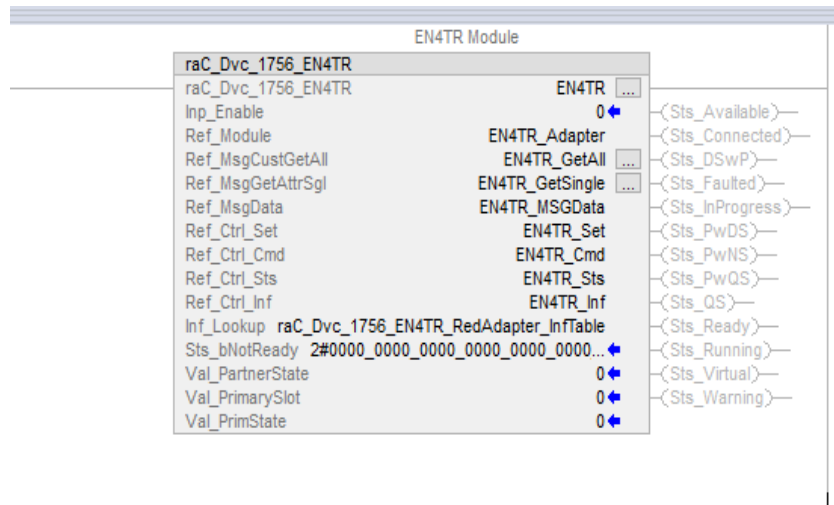 EN4TR Module
raC_Dvc_1756_EN4TR
raC_Dvc_1756_EN4TR EN4TR ...
Inp_Enable 0
Ref_Module EN4TR_Adapter
Ref_MsgCustGetAll EN4TR_GetAll ...
Ref_MsgGetAttrSgl EN4TR_GetSingle ...
Ref_MsgData EN4TR_MSGData
Ref_Ctrl_Set EN4TR_Set
Ref_Ctrl_Cmd EN4TR_Cmd
Ref_Ctrl_Sts EN4TR_Sts
Ref_Ctrl_Inf EN4TR_Inf
Inf_Lookup raC_Dvc_1756_EN4TR_RedAdapter_InfTable
Sts_bNotReady 2#0000_0000_0000_0000_0000_0000...
Val_PartnerState 0
Val_PrimarySlot 0
Val_PrimState 0
Sts_Available
Sts_Connected
Sts_DSwP
Sts_Faulted
Sts_InProgress
Sts_PwDS
Sts_PwNS
Sts_PwQS
Sts_QS
Sts_Ready
Sts_Running
Sts_Virtual
Sts_Warning